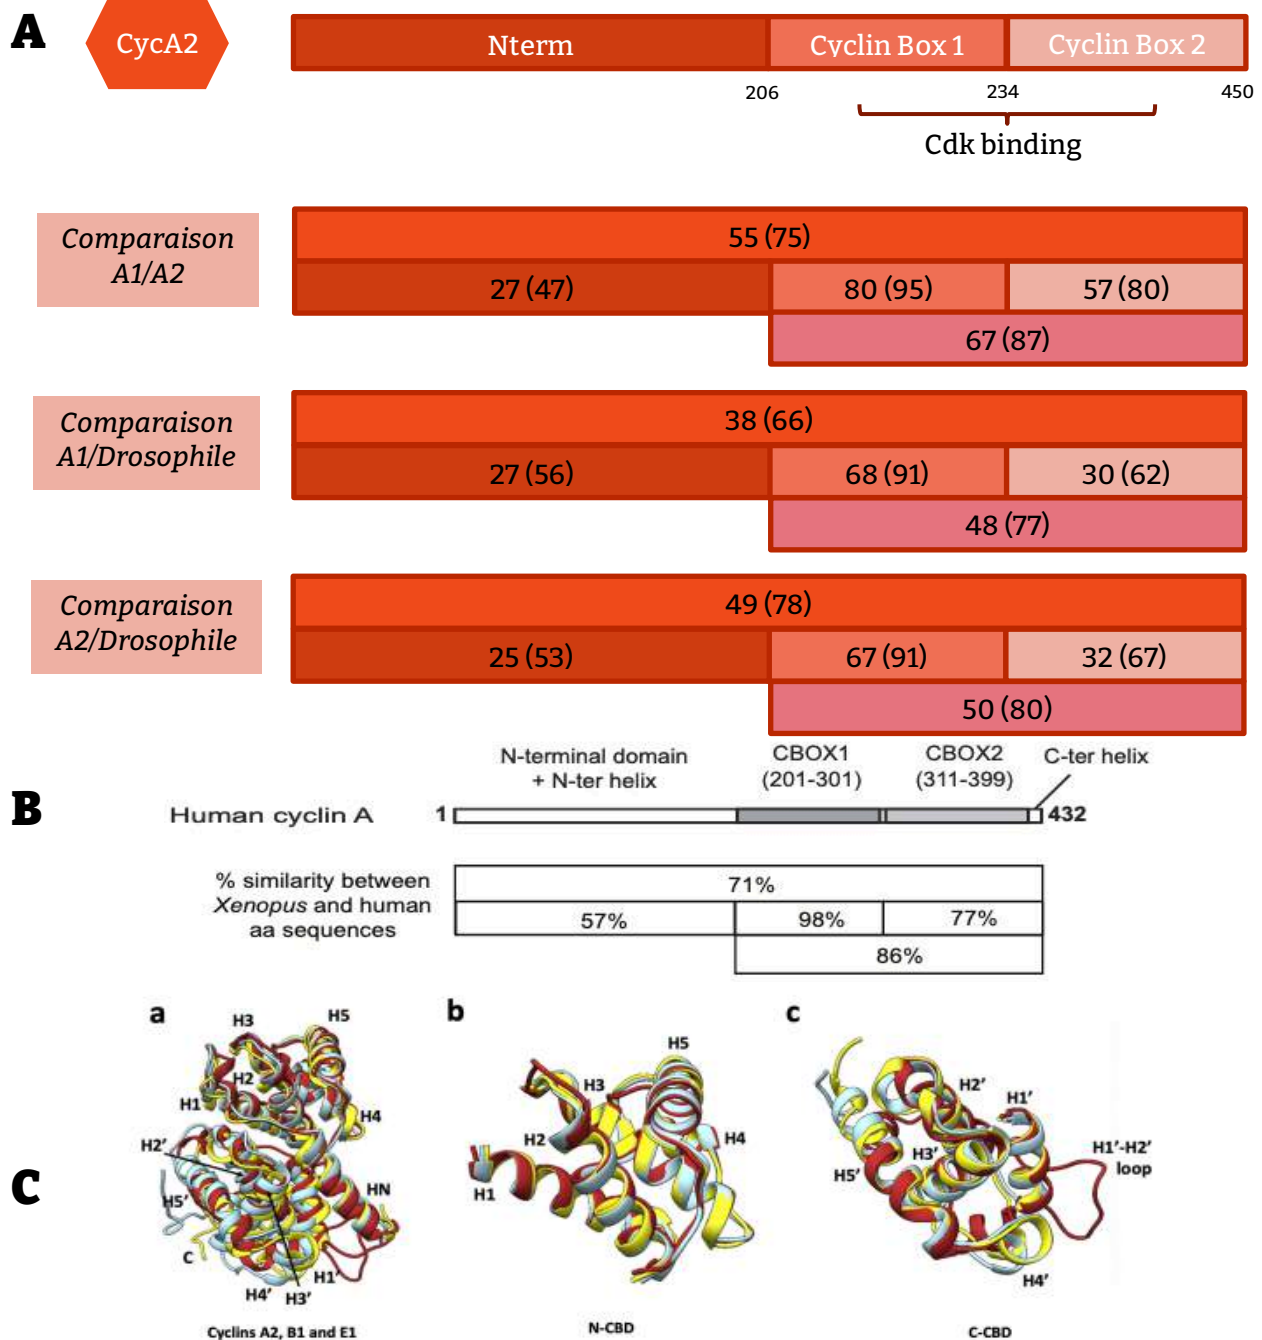 A
CycA2
Nterm
Cyclin Box 1
Cyclin Box 2
206
234
450
Cdk binding
Comparaison
A1/A2
55 (75)
27 (47)
80 (95)
57 (80)
67 (87)
Comparaison
A1/Drosophile
38 (66)
27 (56)
68 (91)
30 (62)
48 (77)
Comparaison
A2/Drosophile
49 (78)
25 (53)
67 (91)
32 (67)
50 (80)
B
N-terminal domain
+ N-ter helix
CBOX1
(201-301)
CBOX2
(311-399)
C-ter helix
Human cyclin A
1
432
% similarity between
Xenopus and human
aa sequences
71%
57%
98%
77%
86%
C
a
H3
H5
H2
H1
H4
H2′
H5′
HN
C
H1′
H4′
H3′
Cyclins A2, B1 and E1
b
H5
H3
H2
H4
H1
N-CBD
c
H2′
H1′
H3′
H5′
H1′-H2′
loop
H4′
C-CBD